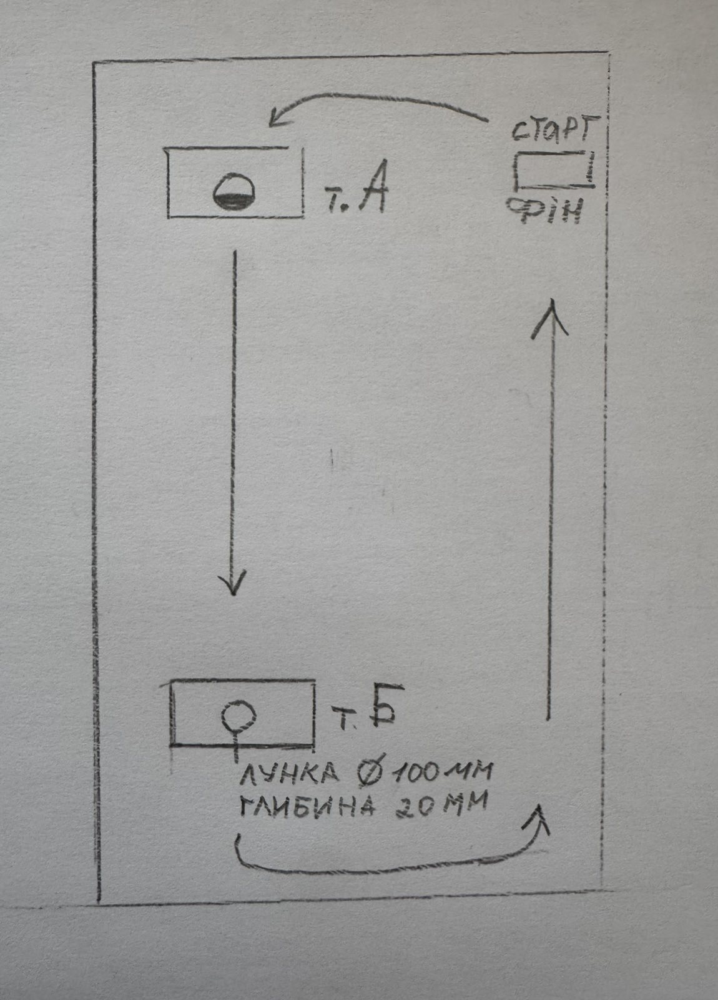 старт
фін
т. А
т. Б
ЛУНКА Ø 100 мм
ГЛИБИНА 20 мм